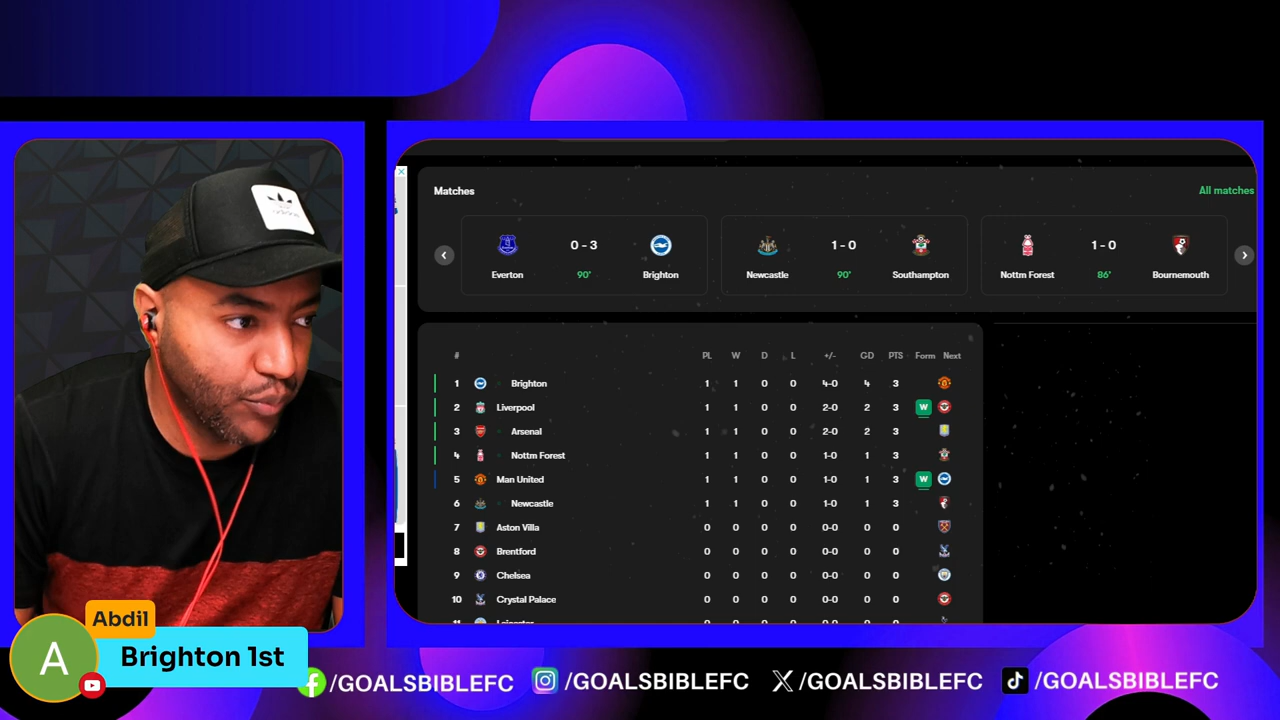 Matches
All matches
0 - 3
1 - 0
1 - 0
Everton 90' Brighton
Newcastle 90' Southampton
Nottm Forest 86' Bournemouth
# PL W D L +/- GD PTS Form Next
1 Brighton 1 1 0 0 4-0 4 3
2 Liverpool 1 1 0 0 2-0 2 3 W
3 Arsenal 1 1 0 0 2-0 2 3
4 Nottm Forest 1 1 0 0 1-0 1 3
5 Man United 1 1 0 0 1-0 1 3 W
6 Newcastle 1 1 0 0 1-0 1 3
7 Aston Villa 0 0 0 0 0-0 0 0
8 Brentford 0 0 0 0 0-0 0 0
9 Chelsea 0 0 0 0 0-0 0 0
10 Crystal Palace 0 0 0 0 0-0 0 0
Abdil
A
Brighton 1st
/GOALSBIBLEFC
/GOALSBIBLEFC
/GOALSBIBLEFC
/GOALSBIBLEFC